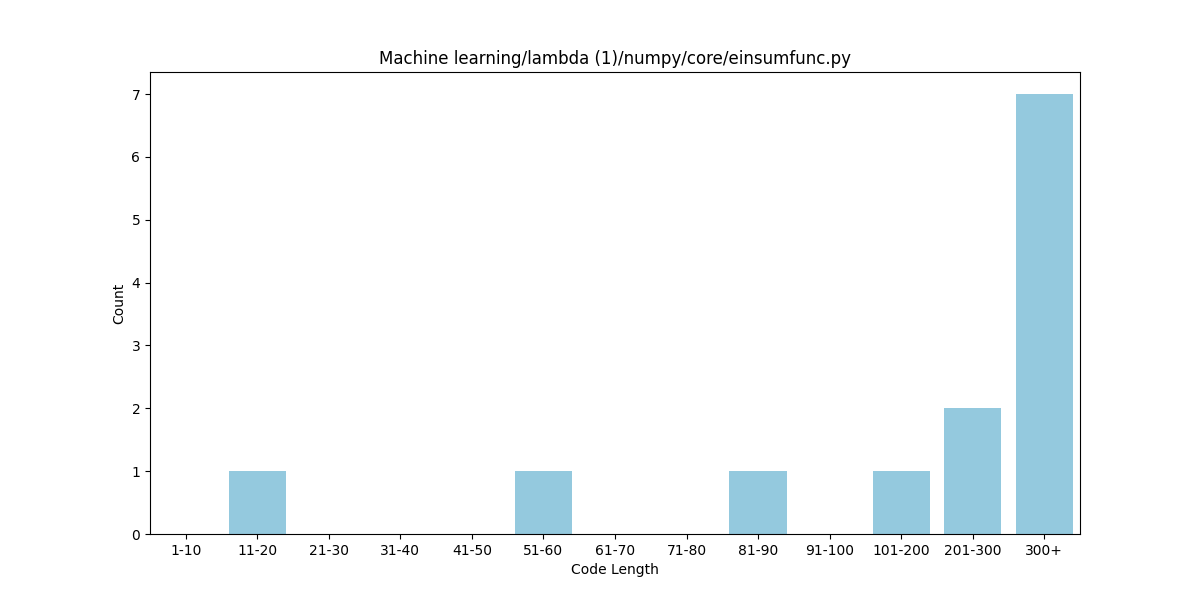 Machine learning/lambda (1)/numpy/core/einsumfunc.py
7
6
5
4
3
2
1
0
Count
1-10 11-20 21-30 31-40 41-50 51-60 61-70 71-80 81-90 91-100 101-200 201-300 300+
Code Length